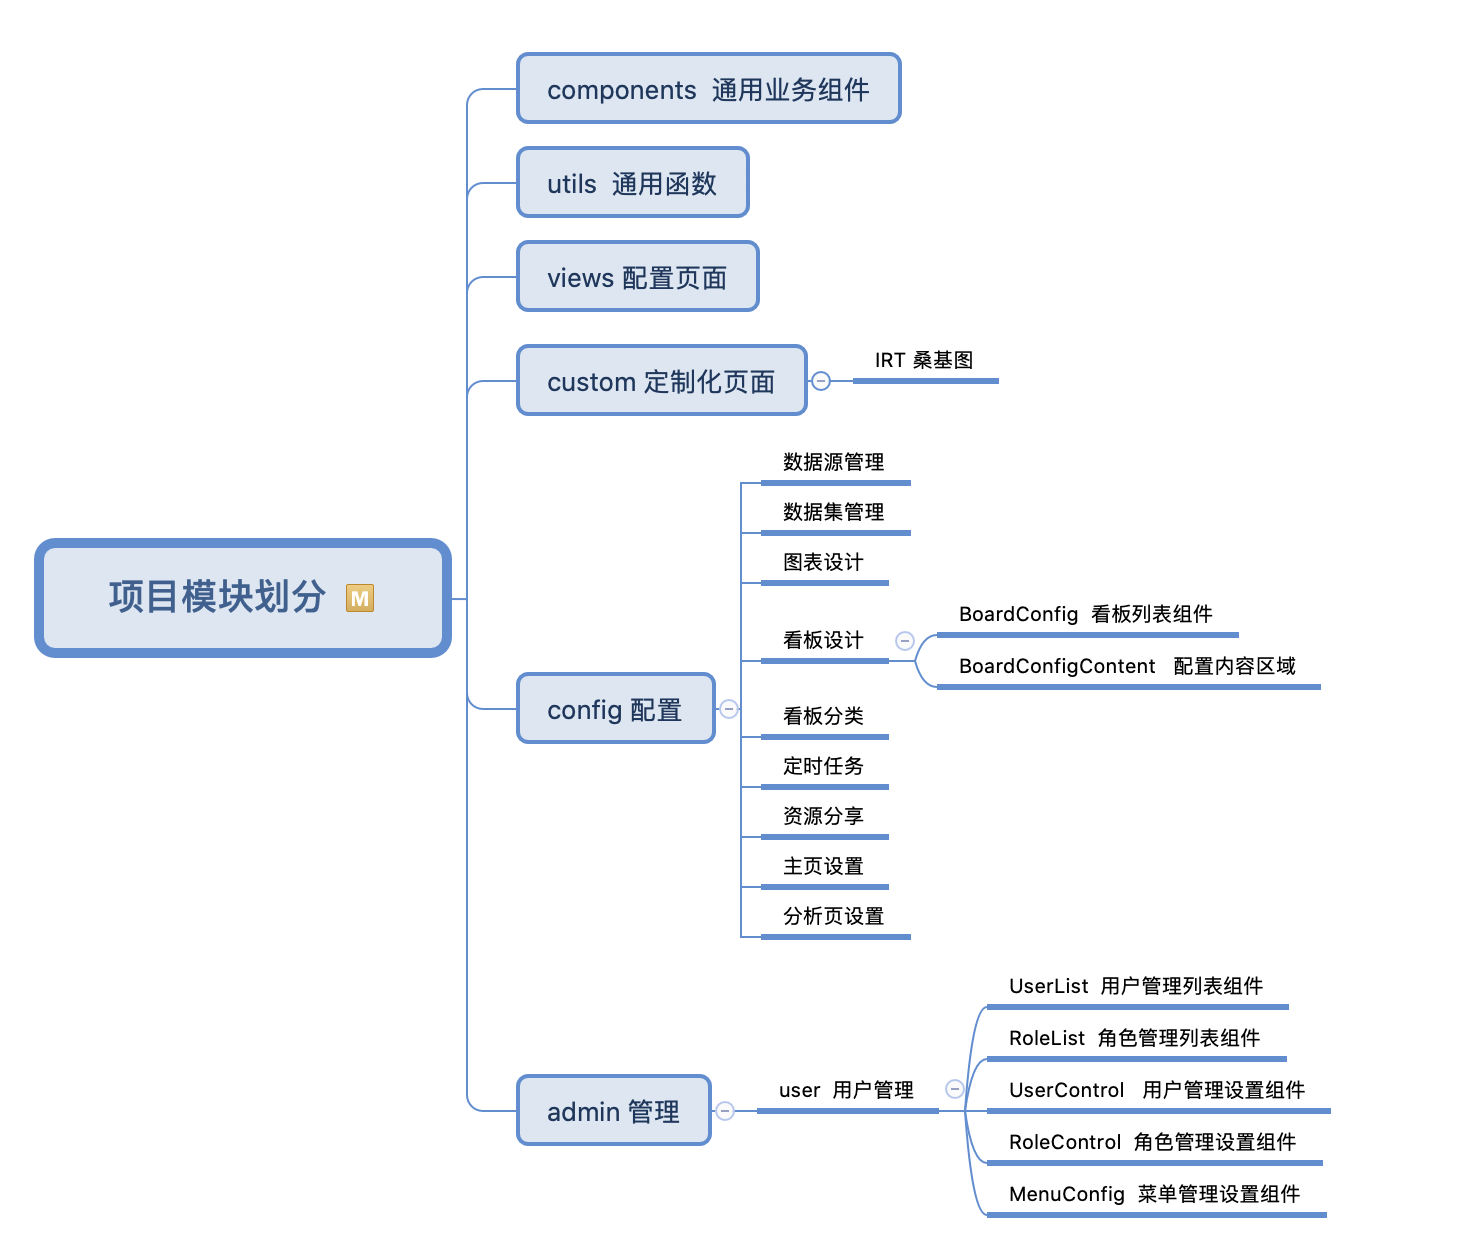 components 通用业务组件
utils 通用函数
views 配置页面
custom 定制化页面
IRT 桑基图
数据源管理
数据集管理
图表设计
项目模块划分 M
看板设计
BoardConfig 看板列表组件
BoardConfigContent 配置内容区域
config 配置
看板分类
定时任务
资源分享
主页设置
分析页设置
UserList 用户管理列表组件
RoleList 角色管理列表组件
admin 管理
user 用户管理
UserControl 用户管理设置组件
RoleControl 角色管理设置组件
MenuConfig 菜单管理设置组件